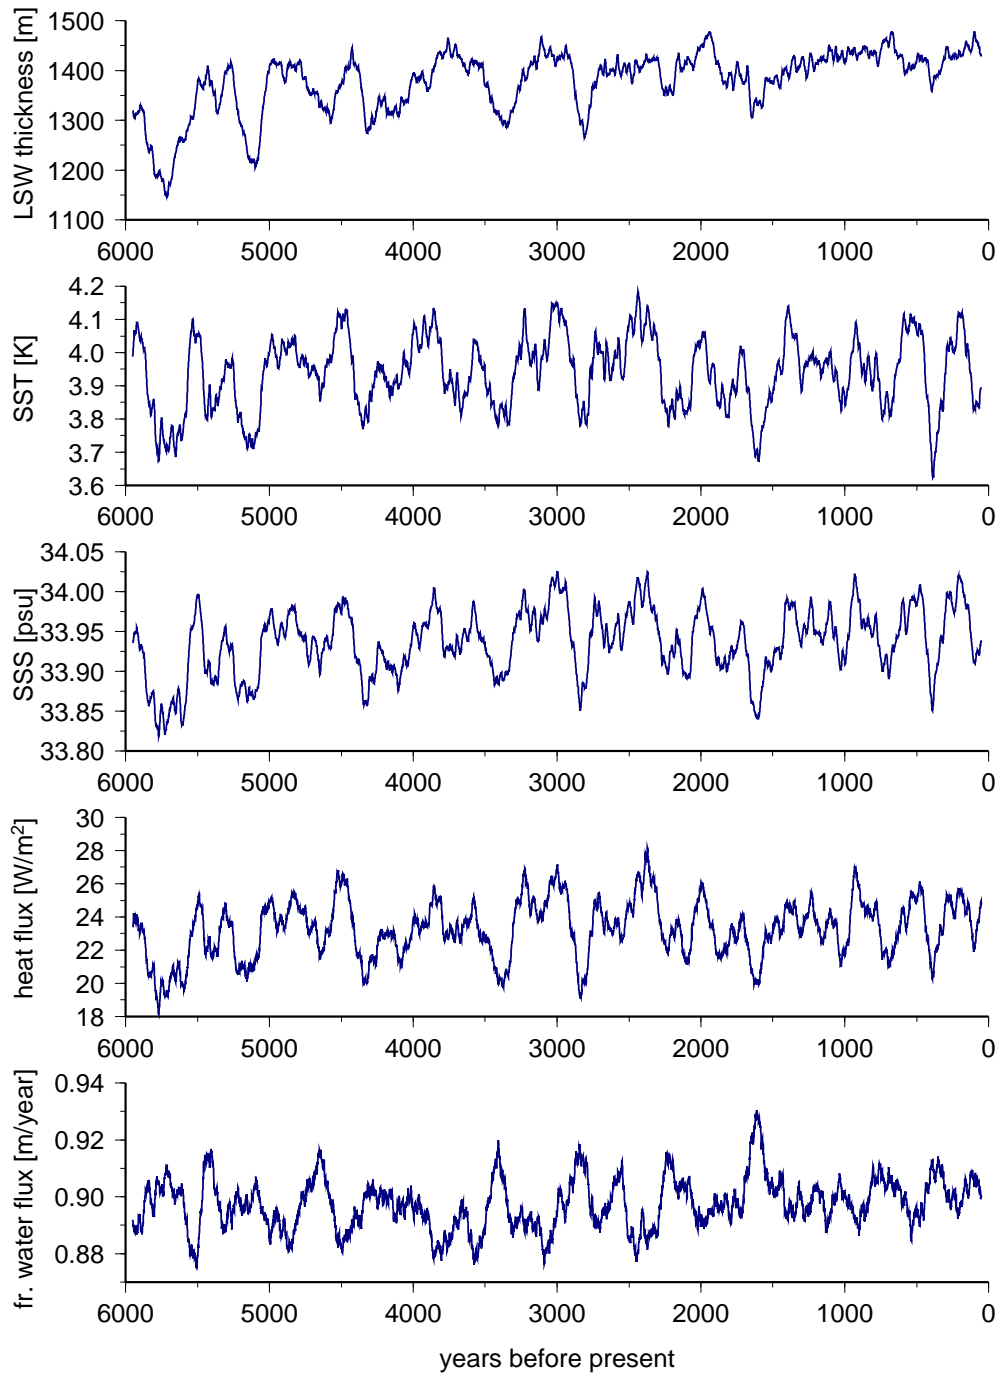 LSW thickness [m]
1500
1400
1300
1200
1100
6000 5000 4000 3000 2000 1000 0
SST [K]
4.2
4.1
4.0
3.9
3.8
3.7
3.6
6000 5000 4000 3000 2000 1000 0
SSS [psu]
34.05
34.00
33.95
33.90
33.85
33.80
6000 5000 4000 3000 2000 1000 0
heat flux [W/m²]
30
28
26
24
22
20
18
6000 5000 4000 3000 2000 1000 0
fr. water flux [m/year]
0.94
0.92
0.90
0.88
6000 5000 4000 3000 2000 1000 0
years before present